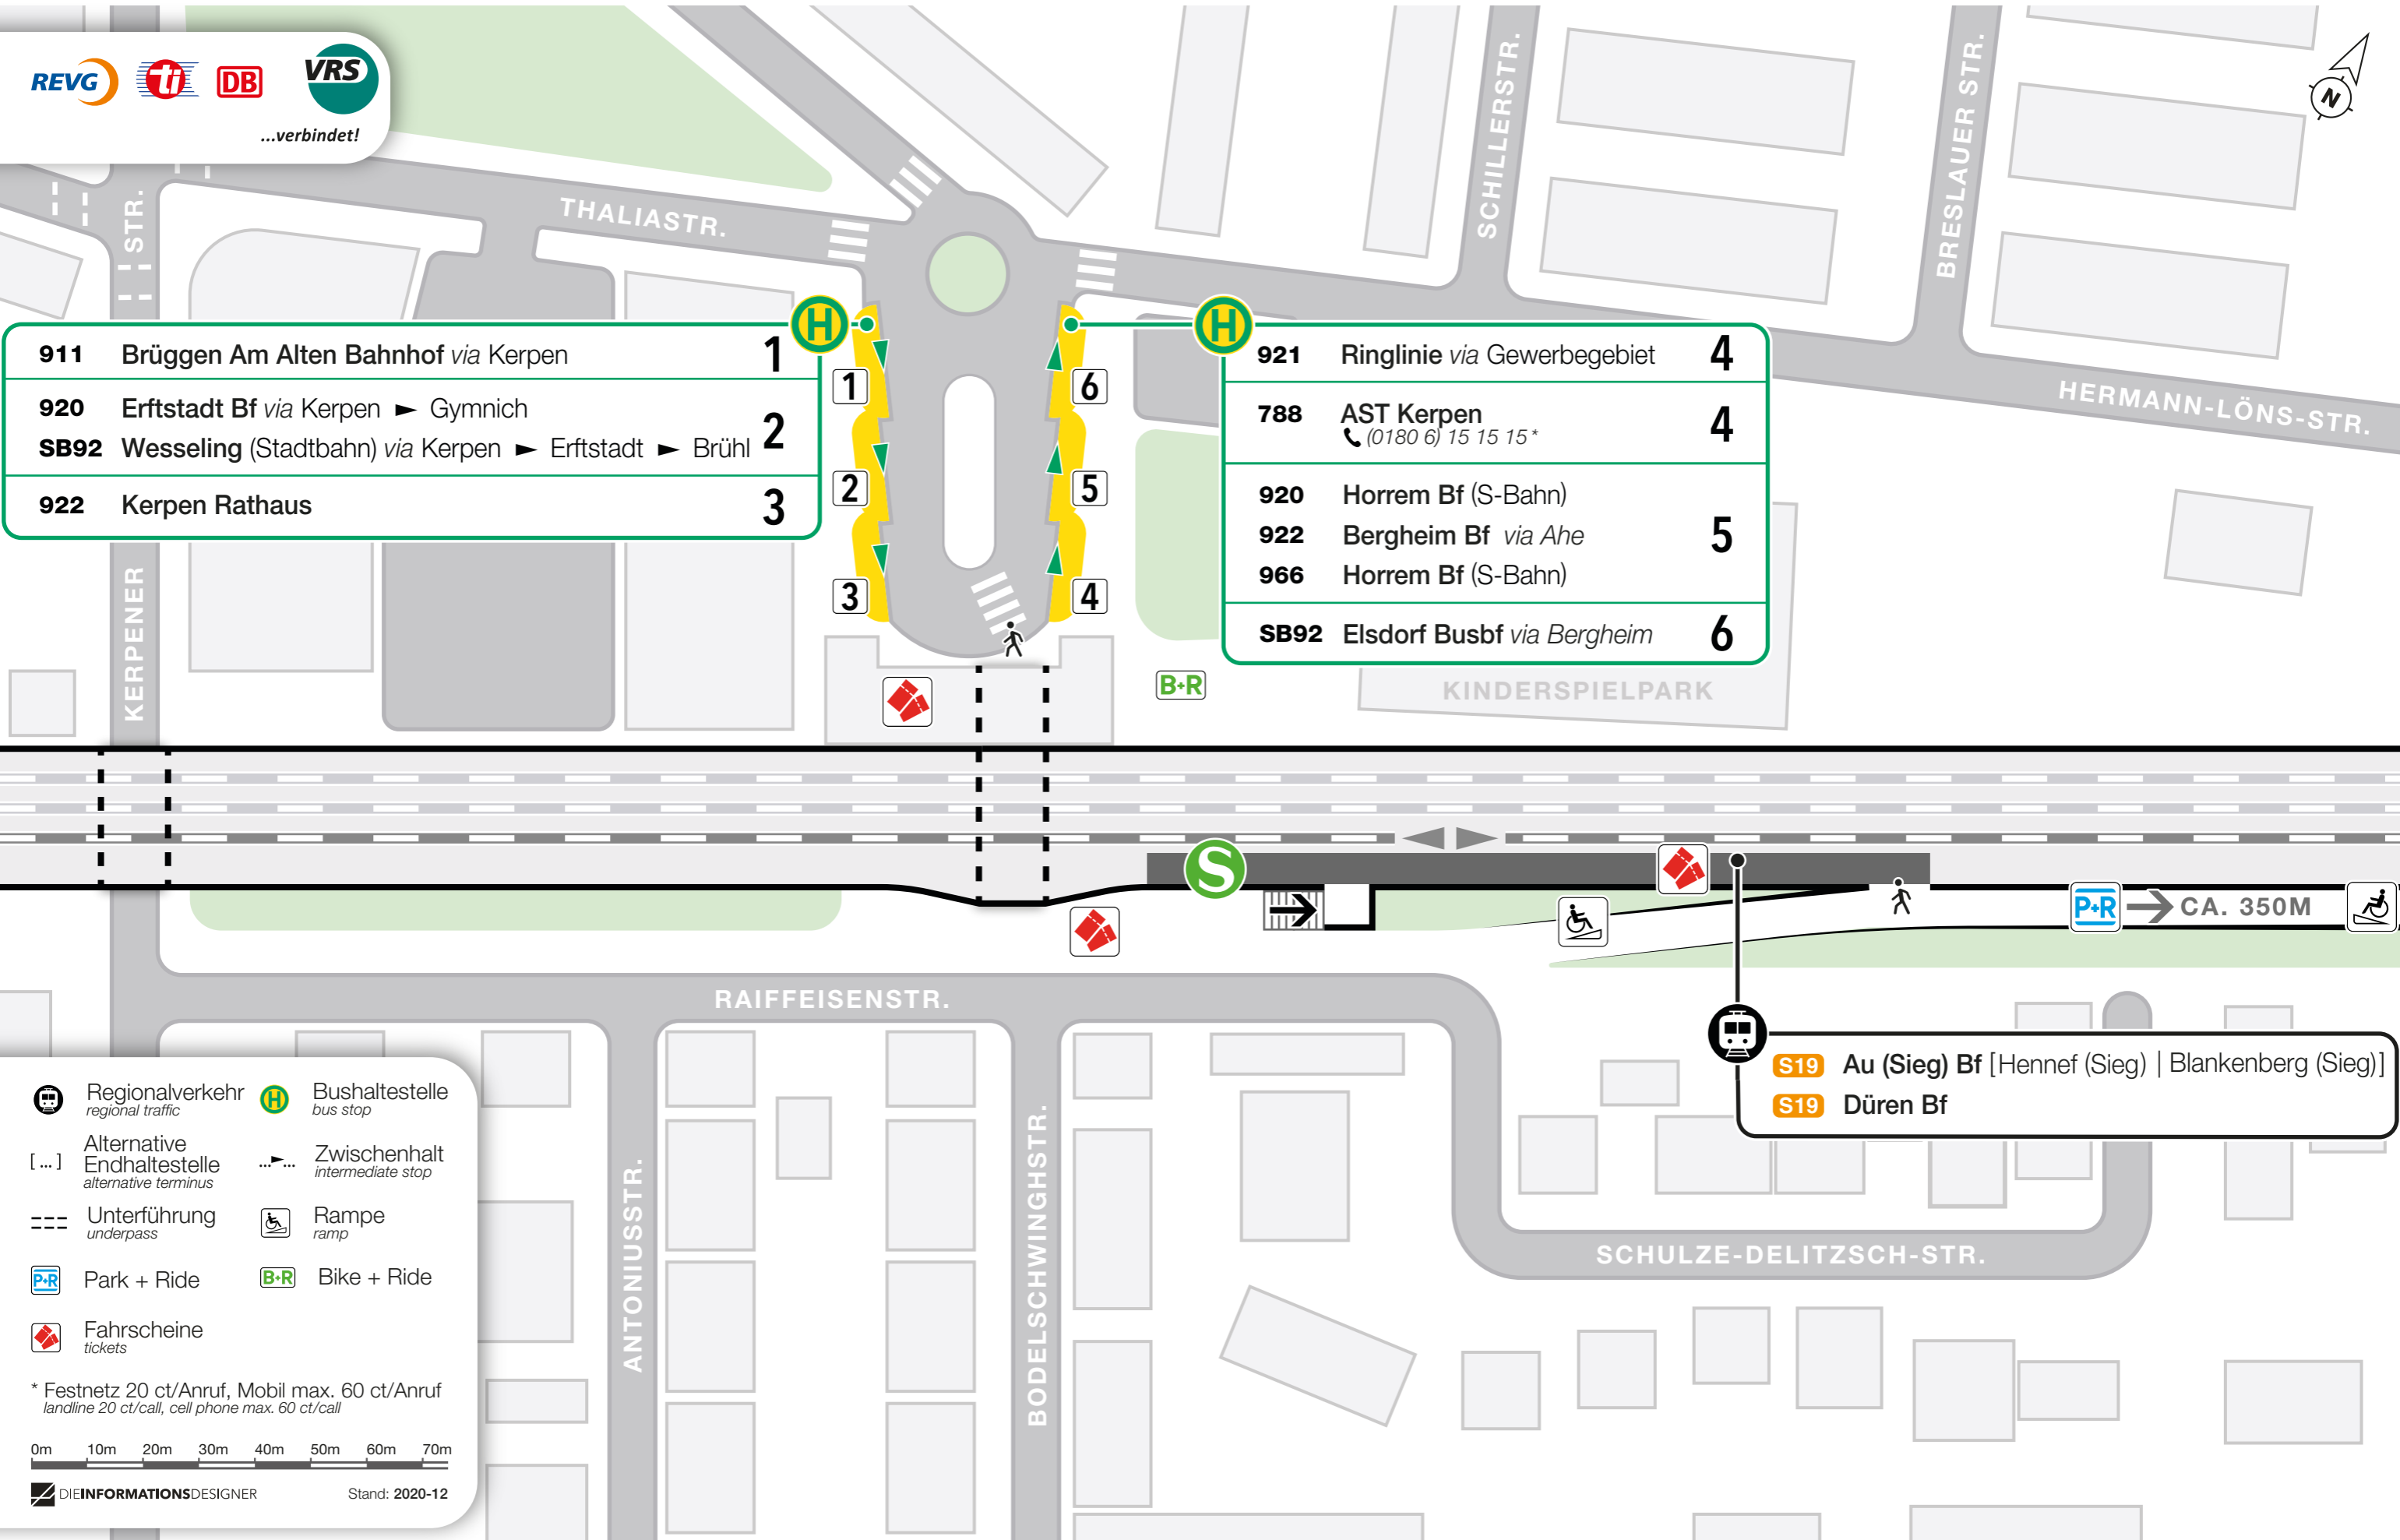 REVG
tj
DB
VRS
...verbindet!
N
STR.
THALIASTR.
SCHILLERSTR.
BRESLAUER STR.
HERMANN-LÖNS-STR.
H
911 Brüggen Am Alten Bahnhof via Kerpen 1
920 Erftstadt Bf via Kerpen ► Gymnich
SB92 Wesseling (Stadtbahn) via Kerpen ► Erftstadt ► Brühl 2
922 Kerpen Rathaus 3
1
2
3
6
5
4
H
921 Ringlinie via Gewerbegebiet 4
788 AST Kerpen 4
(0180 6) 15 15 15*
920 Horrem Bf (S-Bahn)
922 Bergheim Bf via Ahe 5
966 Horrem Bf (S-Bahn)
SB92 Elsdorf Busbf via Bergheim 6
KERPENER
B+R
KINDERSPIELPARK
S
P+R → CA. 350M
RAIFFEISENSTR.
ANTONIUSSTR.
BODELSCHWINGHSTR.
SCHULZE-DELITZSCH-STR.
S19 Au (Sieg) Bf [Hennef (Sieg) | Blankenberg (Sieg)]
S19 Düren Bf
Regionalverkehr
regional traffic
H Bushaltestelle
bus stop
[ ... ] Alternative
Endhaltestelle
alternative terminus
...►... Zwischenhalt
intermediate stop
Unterführung
underpass
Rampe
ramp
P+R Park + Ride
B+R Bike + Ride
Fahrscheine
tickets
* Festnetz 20 ct/Anruf, Mobil max. 60 ct/Anruf
landline 20 ct/call, cell phone max. 60 ct/call
0m 10m 20m 30m 40m 50m 60m 70m
DIEINFORMATIONSDESIGNER
Stand: 2020-12